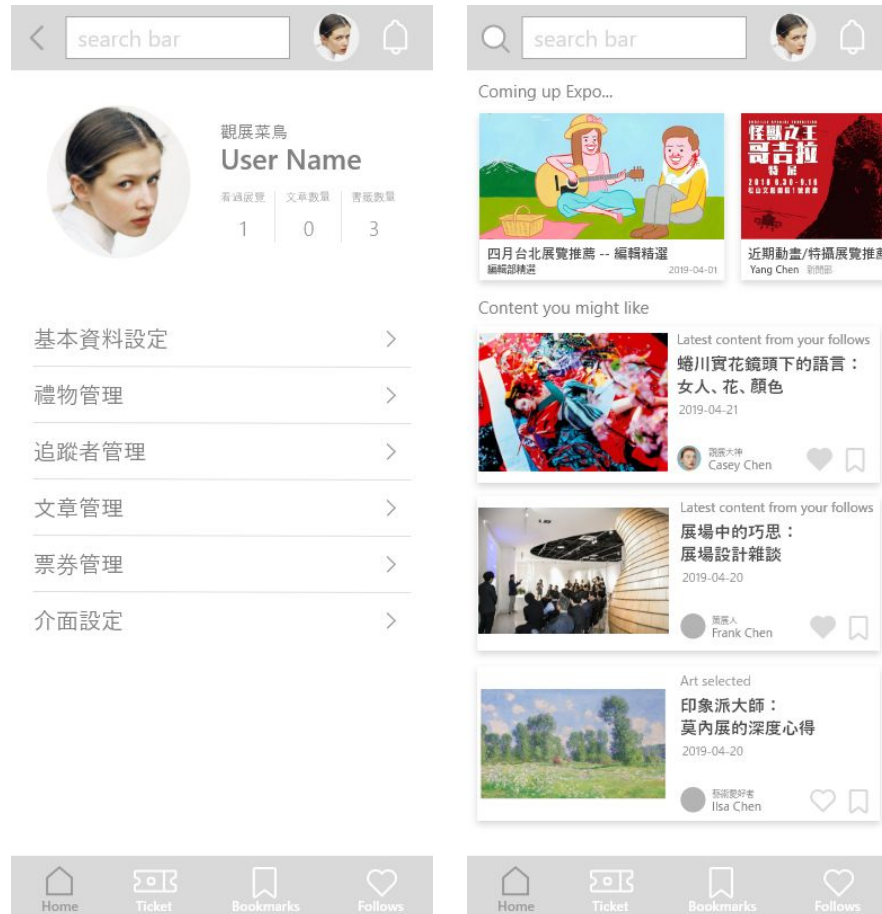 search bar
觀展菜鳥
User Name
看過展覽 文章數量 書籤數量
1 0 3
基本資料設定
禮物管理
追蹤者管理
文章管理
票券管理
介面設定
Home Ticket Bookmarks Follows
search bar
Coming up Expo...
怪獸之王
哥吉拉
特展
四月台北展覽推薦 -- 編輯精選
編輯部精選 2019-04-01
近期動畫/特攝展覽推薦
Yang Chen 新聞部
Content you might like
Latest content from your follows
蜷川實花鏡頭下的語言：
女人、花、顏色
2019-04-21
觀展大神
Casey Chen
Latest content from your follows
展場中的巧思：
展場設計雜談
2019-04-20
Frank Chen
Art selected
印象派大師：
莫內展的深度心得
2019-04-20
藝術愛好者
Ilsa Chen
Home Ticket Bookmarks Follows